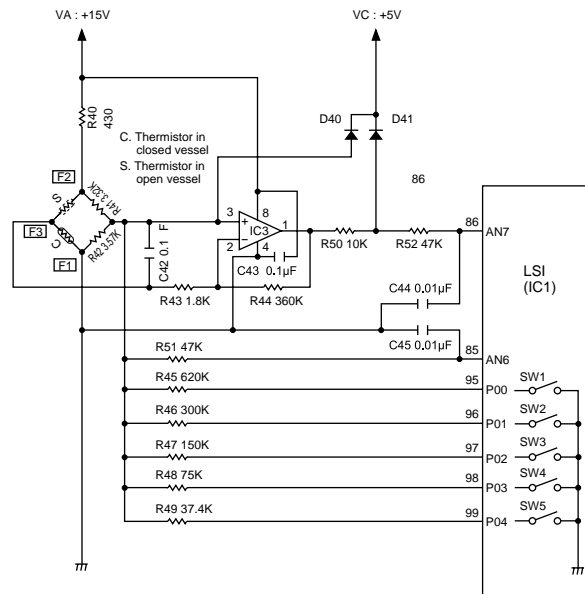 VA : +15V
VC : +5V
R40
430
D40
D41
C. Thermistor in
closed vessel
S. Thermistor in
open vessel
86
F2
S
R41 3.32K
F3
C
R42 3.57K
F1
3
8
+
IC3
1
−
2
4
C42 0.1 F
C43 0.1µF
R50 10K
R52 47K
86
AN7
LSI
(IC1)
R43 1.8K
R44 360K
C44 0.01µF
C45 0.01µF
R51 47K
85
AN6
R45 620K
95
P00
SW1
R46 300K
96
P01
SW2
R47 150K
97
P02
SW3
R48 75K
98
P03
SW4
R49 37.4K
99
P04
SW5